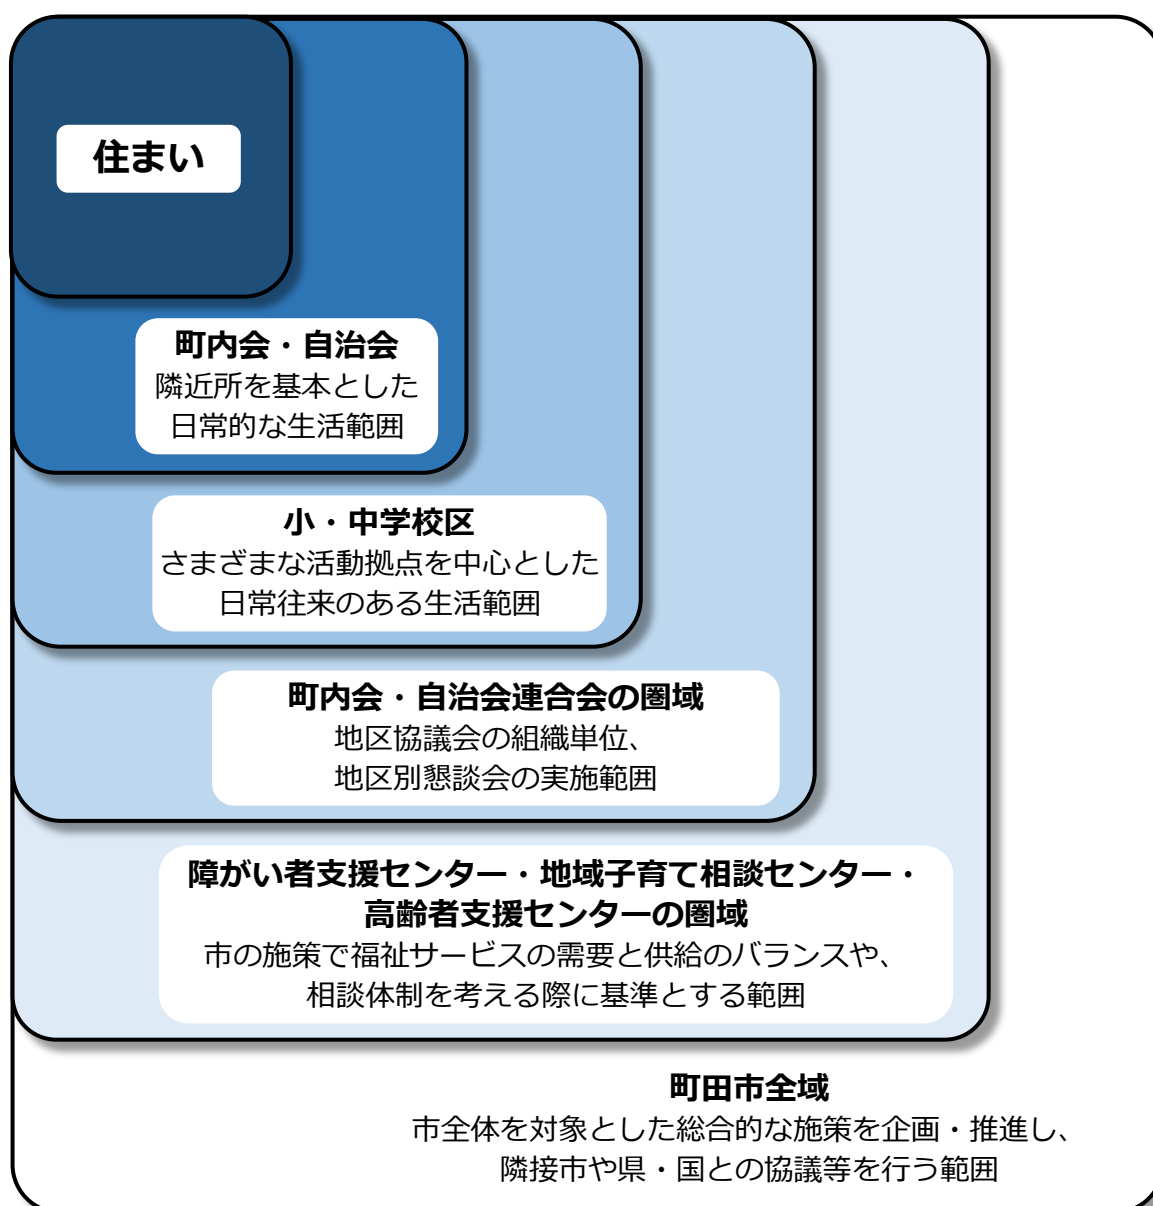 住まい
町内会・自治会
隣近所を基本とした
日常的な生活範囲
小・中学校区
さまざまな活動拠点を中心とした
日常往来のある生活範囲
町内会・自治会連合会の圏域
地区協議会の組織単位、
地区別懇談会の実施範囲
障がい者支援センター・地域子育て相談センター・
高齢者支援センターの圏域
市の施策で福祉サービスの需要と供給のバランスや、
相談体制を考える際に基準とする範囲
町田市全域
市全体を対象とした総合的な施策を企画・推進し、
隣接市や県・国との協議等を行う範囲